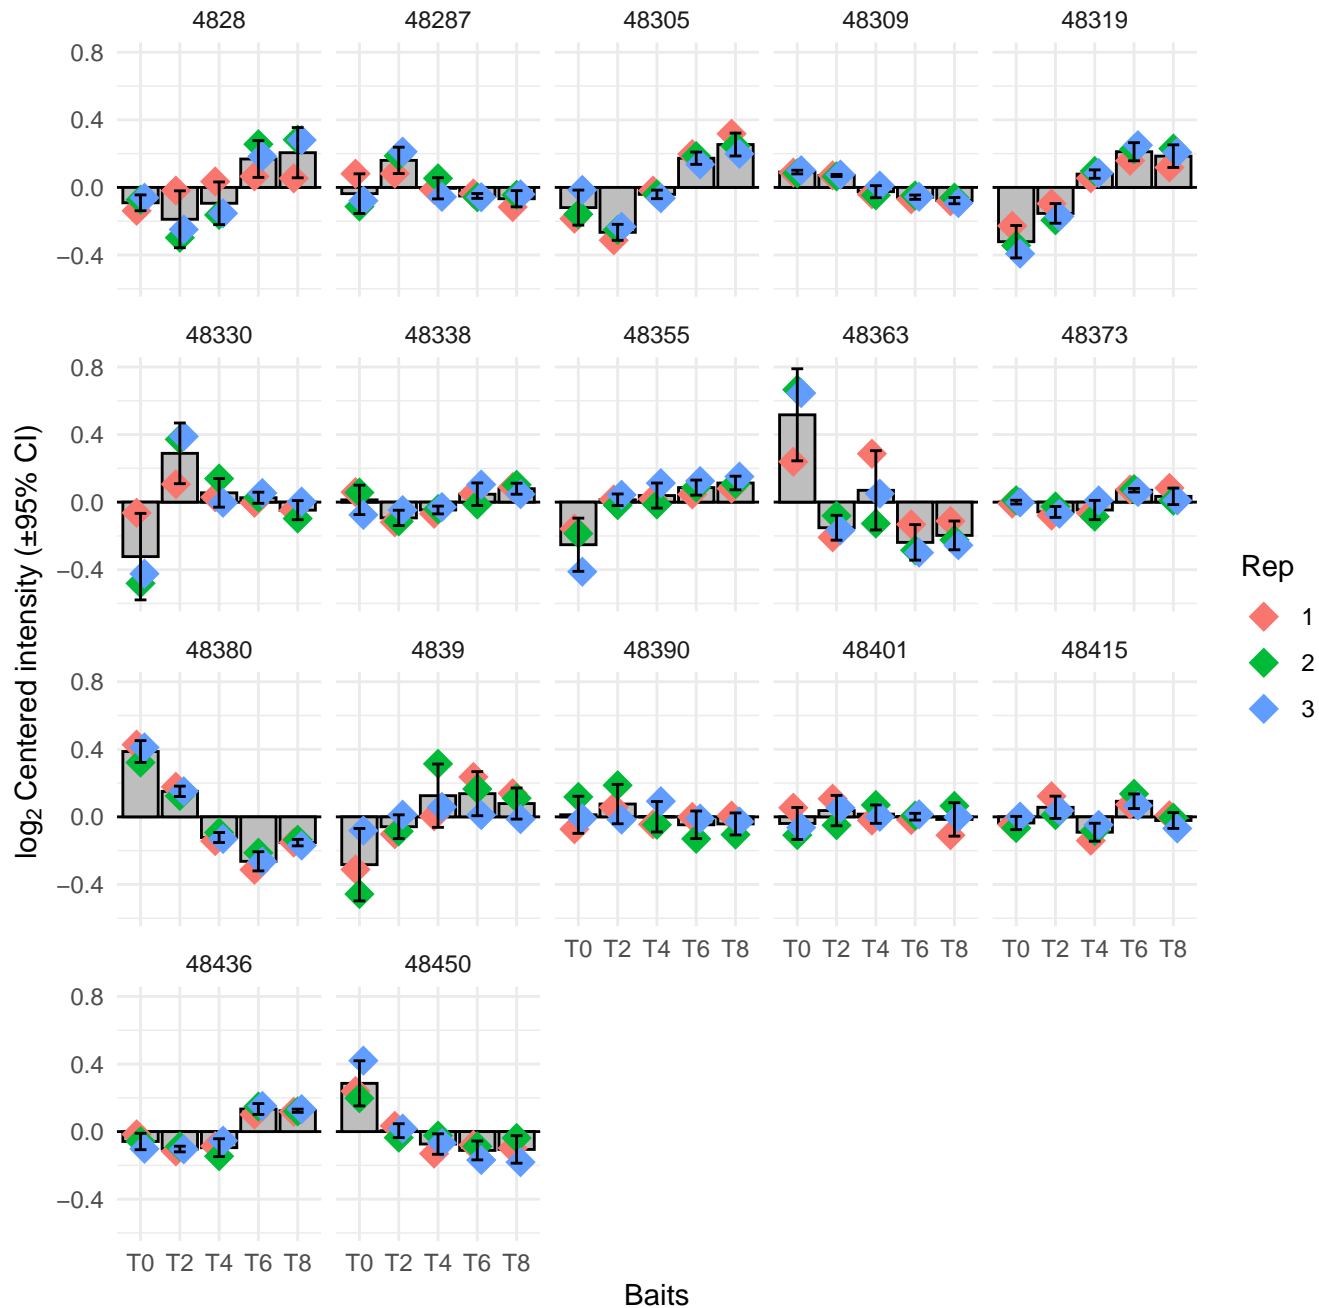 4828 48287 48305 48309 48319
0.8
0.4
0.0
−0.4
48330 48338 48355 48363 48373
0.8
0.4
0.0
−0.4
48380 4839 48390 48401 48415
0.8
0.4
0.0
−0.4
T0 T2 T4 T6 T8 T0 T2 T4 T6 T8 T0 T2 T4 T6 T8
48436 48450
0.8
0.4
0.0
−0.4
T0 T2 T4 T6 T8 T0 T2 T4 T6 T8
Baits
log2 Centered intensity (±95% CI)
Rep
1
2
3